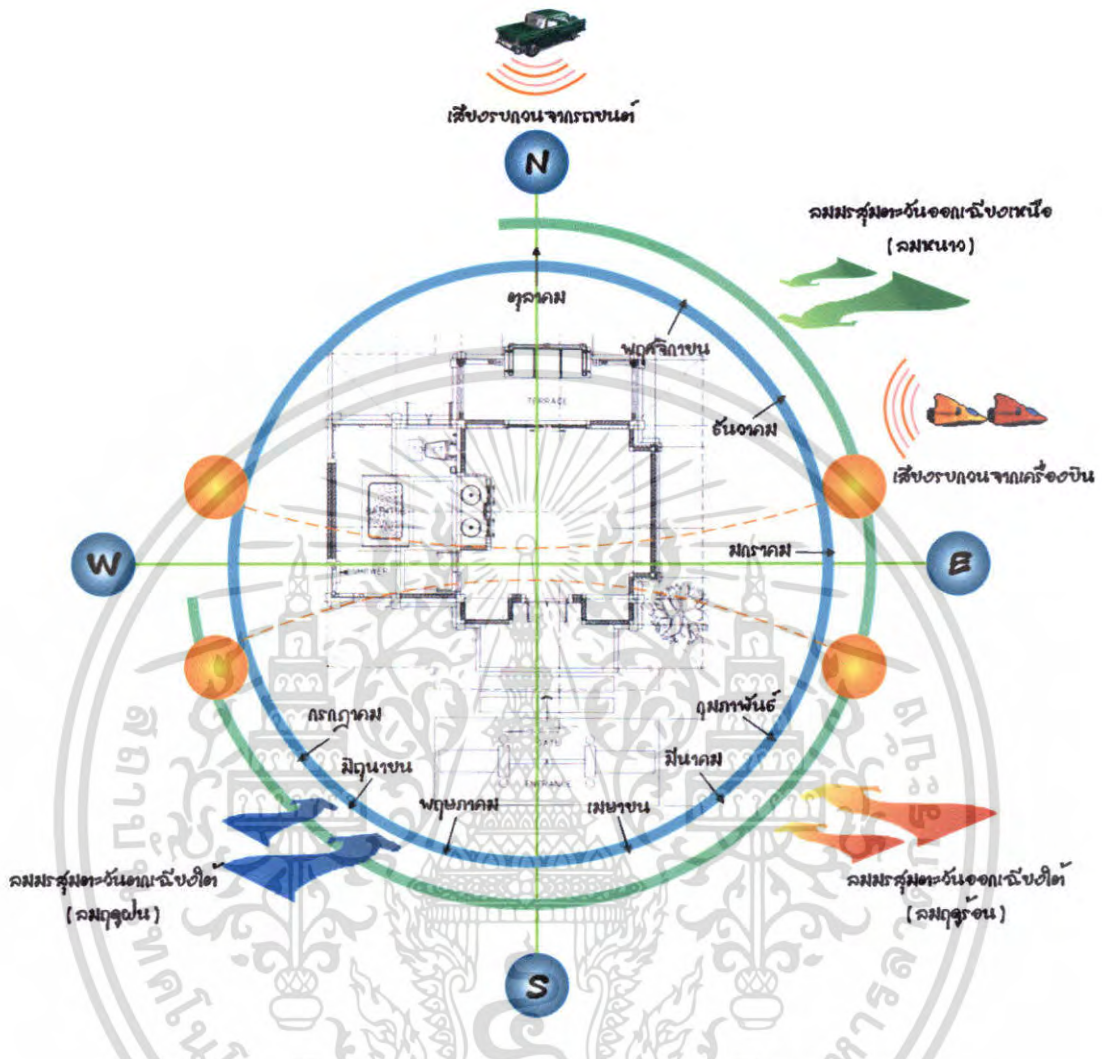 เสียงรบกวนจากรถยนต์
N
ลมมรสุมตะวันออกเฉียงเหนือ
(ลมหนาว)
ตุลาคม
พฤศจิกายน
TERRACE
ธันวาคม
เสียงรบกวนจากเครื่องบิน
W
มกราคม
E
กุมภาพันธ์
กรกฎาคม
GATE
มีนาคม
มิถุนายน
ENTRANCE
พฤษภาคม
เมษายน
ลมมรสุมตะวันตกเฉียงใต้
(ลมฤดูฝน)
ลมมรสุมตะวันออกเฉียงใต้
(ลมฤดูร้อน)
S